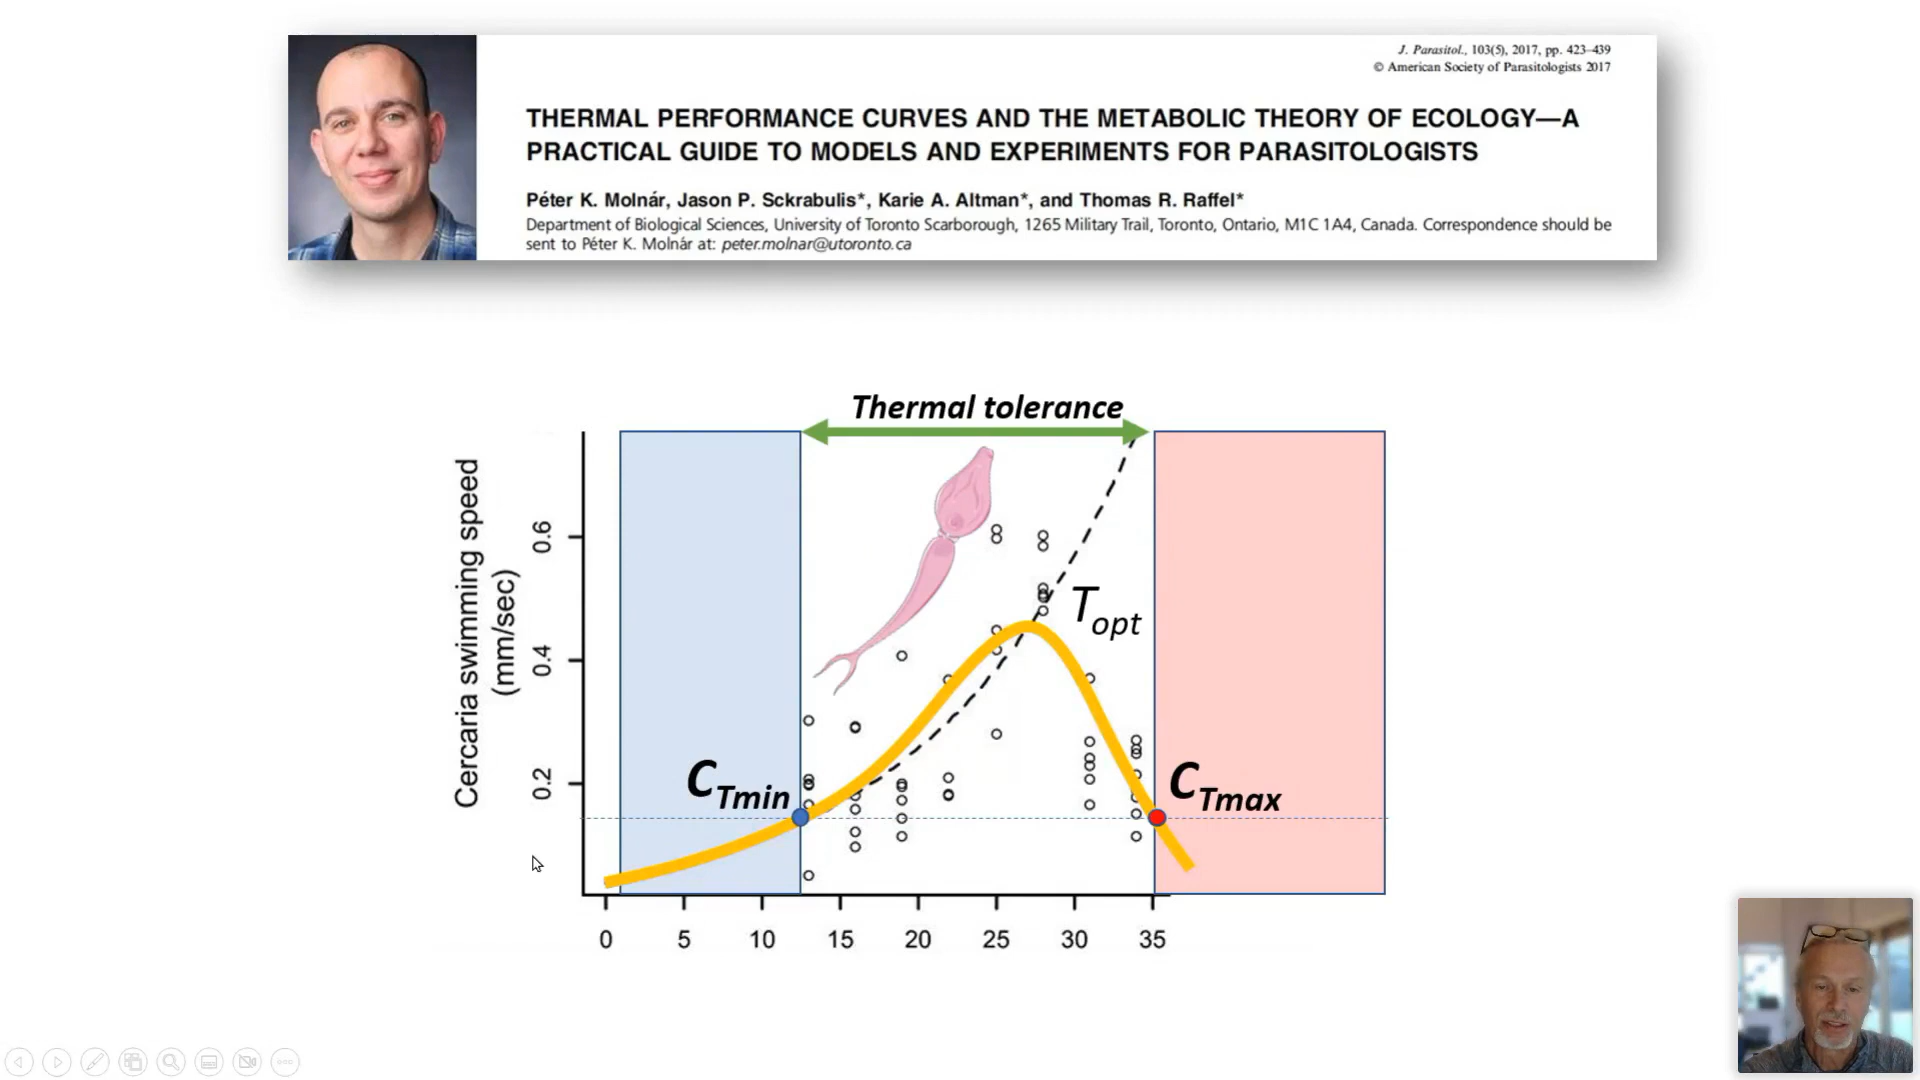 J. Parasitol., 103(5), 2017, pp. 423–439
© American Society of Parasitologists 2017
THERMAL PERFORMANCE CURVES AND THE METABOLIC THEORY OF ECOLOGY—A
PRACTICAL GUIDE TO MODELS AND EXPERIMENTS FOR PARASITOLOGISTS
Péter K. Molnár, Jason P. Sckrabulis*, Karie A. Altman*, and Thomas R. Raffel*
Department of Biological Sciences, University of Toronto Scarborough, 1265 Military Trail, Toronto, Ontario, M1C 1A4, Canada. Correspondence should be
sent to Péter K. Molnár at: peter.molnar@utoronto.ca
Thermal tolerance
Cercaria swimming speed
(mm/sec)
0.6
0.4
0.2
Topt
CTmin
CTmax
0 5 10 15 20 25 30 35